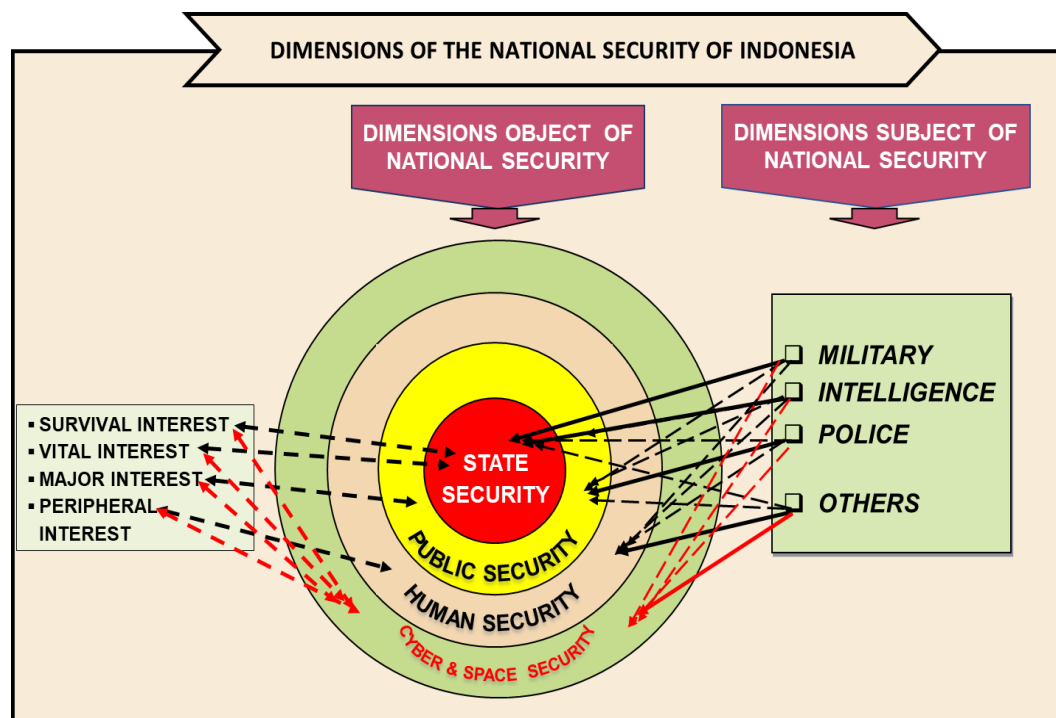 DIMENSIONS OF THE NATIONAL SECURITY OF INDONESIA
DIMENSIONS OBJECT OF
NATIONAL SECURITY
DIMENSIONS SUBJECT OF
NATIONAL SECURITY
▪ SURVIVAL INTEREST
▪ VITAL INTEREST
▪ MAJOR INTEREST
▪ PERIPHERAL
INTEREST
STATE
SECURITY
PUBLIC SECURITY
HUMAN SECURITY
CYBER & SPACE SECURITY
❑ MILITARY
❑ INTELLIGENCE
❑ POLICE
❑ OTHERS